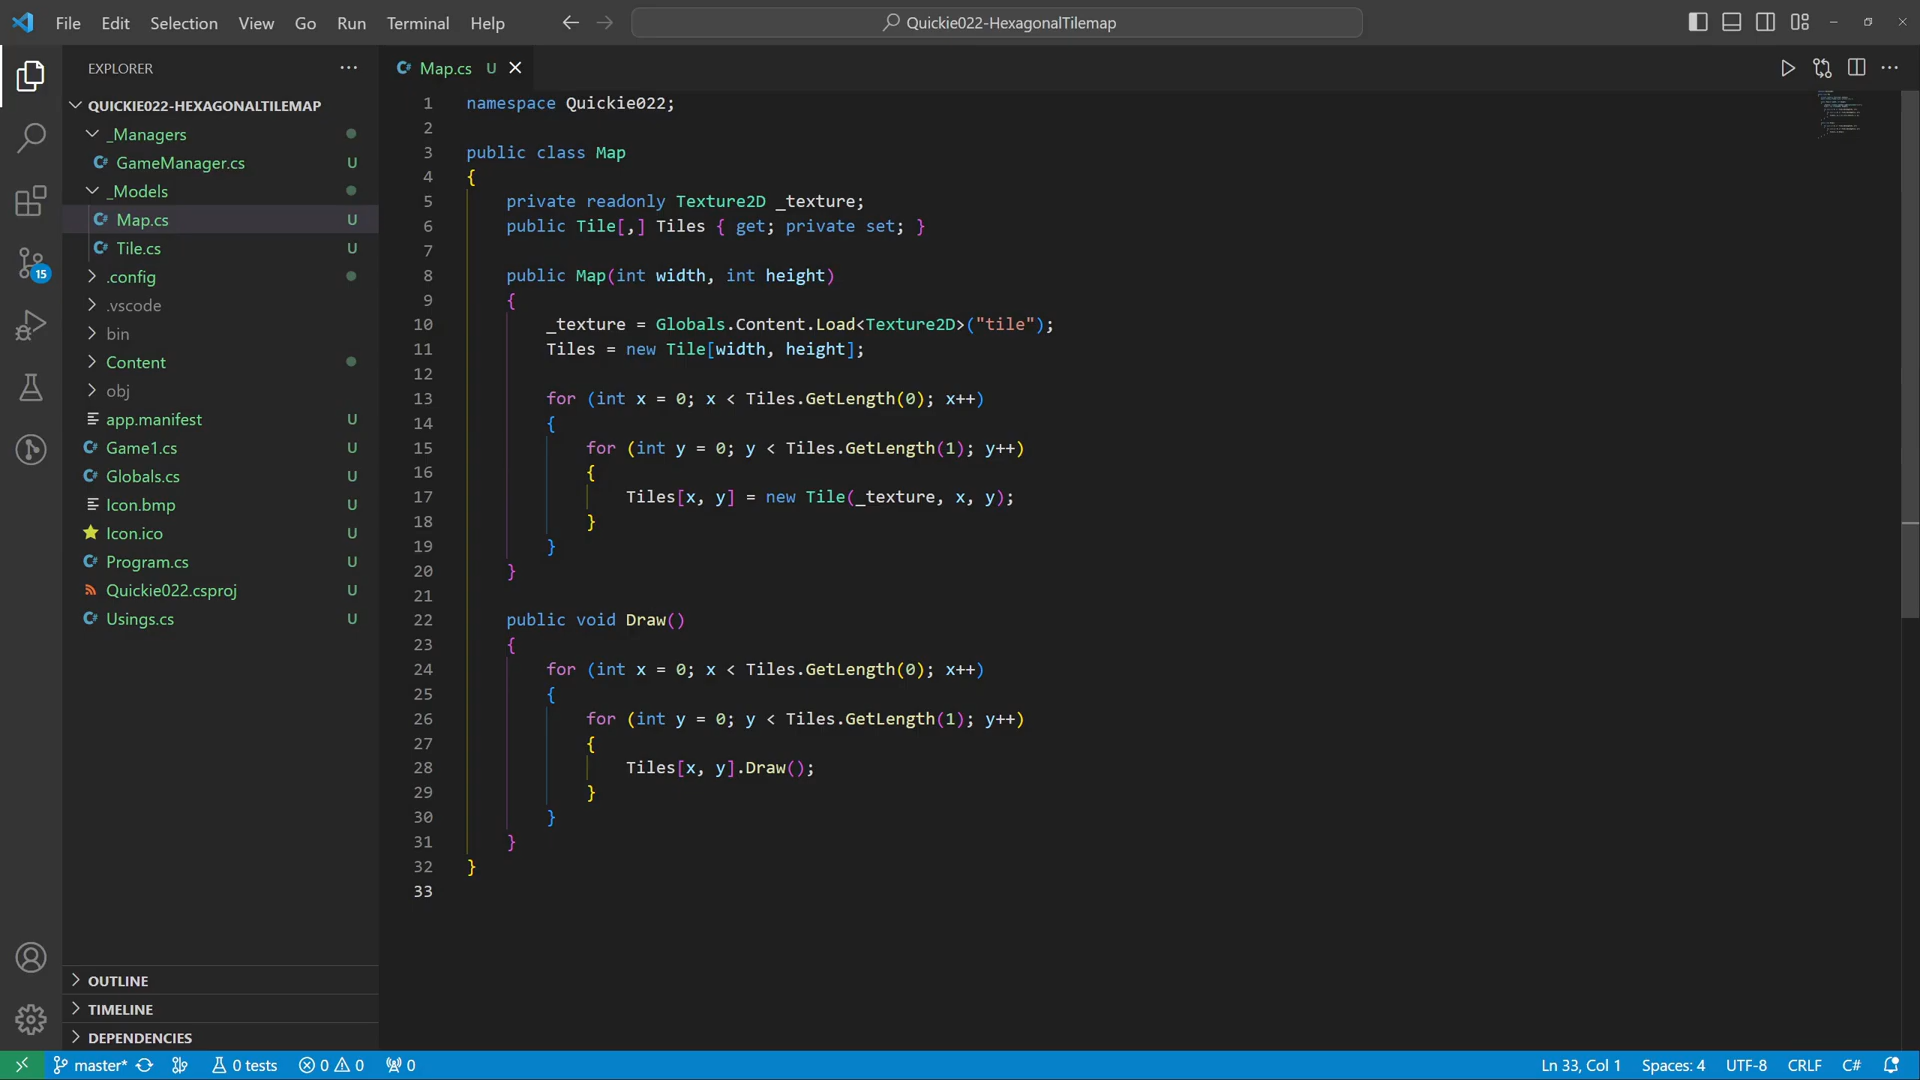 File Edit Selection View Go Run Terminal Help
Quickie022-HexagonalTilemap
EXPLORER
QUICKIE022-HEXAGONALTILEMAP
_Managers
GameManager.cs U
_Models
Map.cs U
Tile.cs U
.config
.vscode
bin
Content
obj
app.manifest U
Game1.cs U
Globals.cs U
Icon.bmp U
Icon.ico U
Program.cs U
Quickie022.csproj U
Usings.cs U
OUTLINE
TIMELINE
DEPENDENCIES
15
Map.cs U
1 namespace Quickie022;
2
3 public class Map
4 {
5     private readonly Texture2D _texture;
6     public Tile[,] Tiles { get; private set; }
7
8     public Map(int width, int height)
9     {
10         _texture = Globals.Content.Load<Texture2D>("tile");
11         Tiles = new Tile[width, height];
12
13         for (int x = 0; x < Tiles.GetLength(0); x++)
14         {
15             for (int y = 0; y < Tiles.GetLength(1); y++)
16             {
17                 Tiles[x, y] = new Tile(_texture, x, y);
18             }
19         }
20     }
21
22     public void Draw()
23     {
24         for (int x = 0; x < Tiles.GetLength(0); x++)
25         {
26             for (int y = 0; y < Tiles.GetLength(1); y++)
27             {
28                 Tiles[x, y].Draw();
29             }
30         }
31     }
32 }
33
master* 0 tests 0 0 0
Ln 33, Col 1 Spaces: 4 UTF-8 CRLF C#